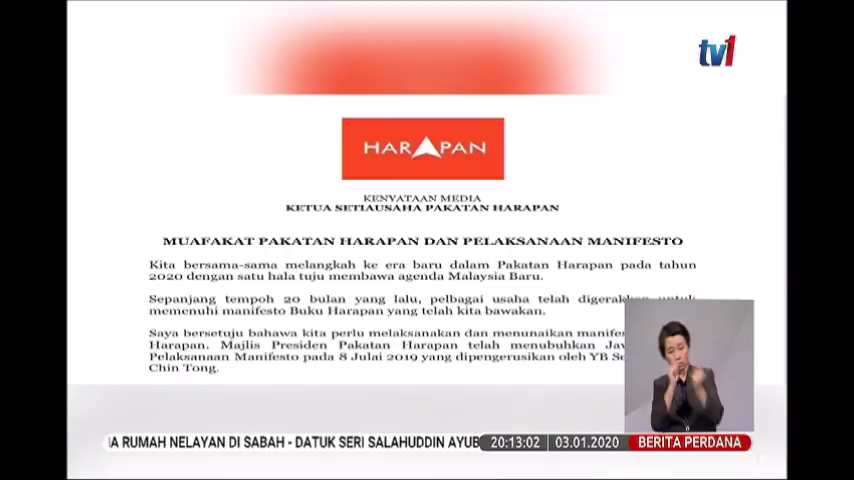 tv1
HARAPAN
KENYATAAN MEDIA
KETUA SETIAUSAHA PAKATAN HARAPAN
MUAFAKAT PAKATAN HARAPAN DAN PELAKSANAAN MANIFESTO
Kita bersama-sama melangkah ke era baru dalam Pakatan Harapan pada tahun
2020 dengan satu hala tuju membawa agenda Malaysia Baru.
Sepanjang tempoh 20 bulan yang lalu, pelbagai usaha telah digerakkan untuk
memenuhi manifesto Buku Harapan yang telah kita bawakan.
Saya bersetuju bahawa kita perlu melaksanakan dan menunaikan manifes
Harapan. Majlis Presiden Pakatan Harapan telah menubuhkan Jaw
Pelaksanaan Manifesto pada 8 Julai 2019 yang dipengerusikan oleh YB Se
Chin Tong.
A RUMAH NELAYAN DI SABAH - DATUK SERI SALAHUDDIN AYUB
20:13:02 03.01.2020 BERITA PERDANA